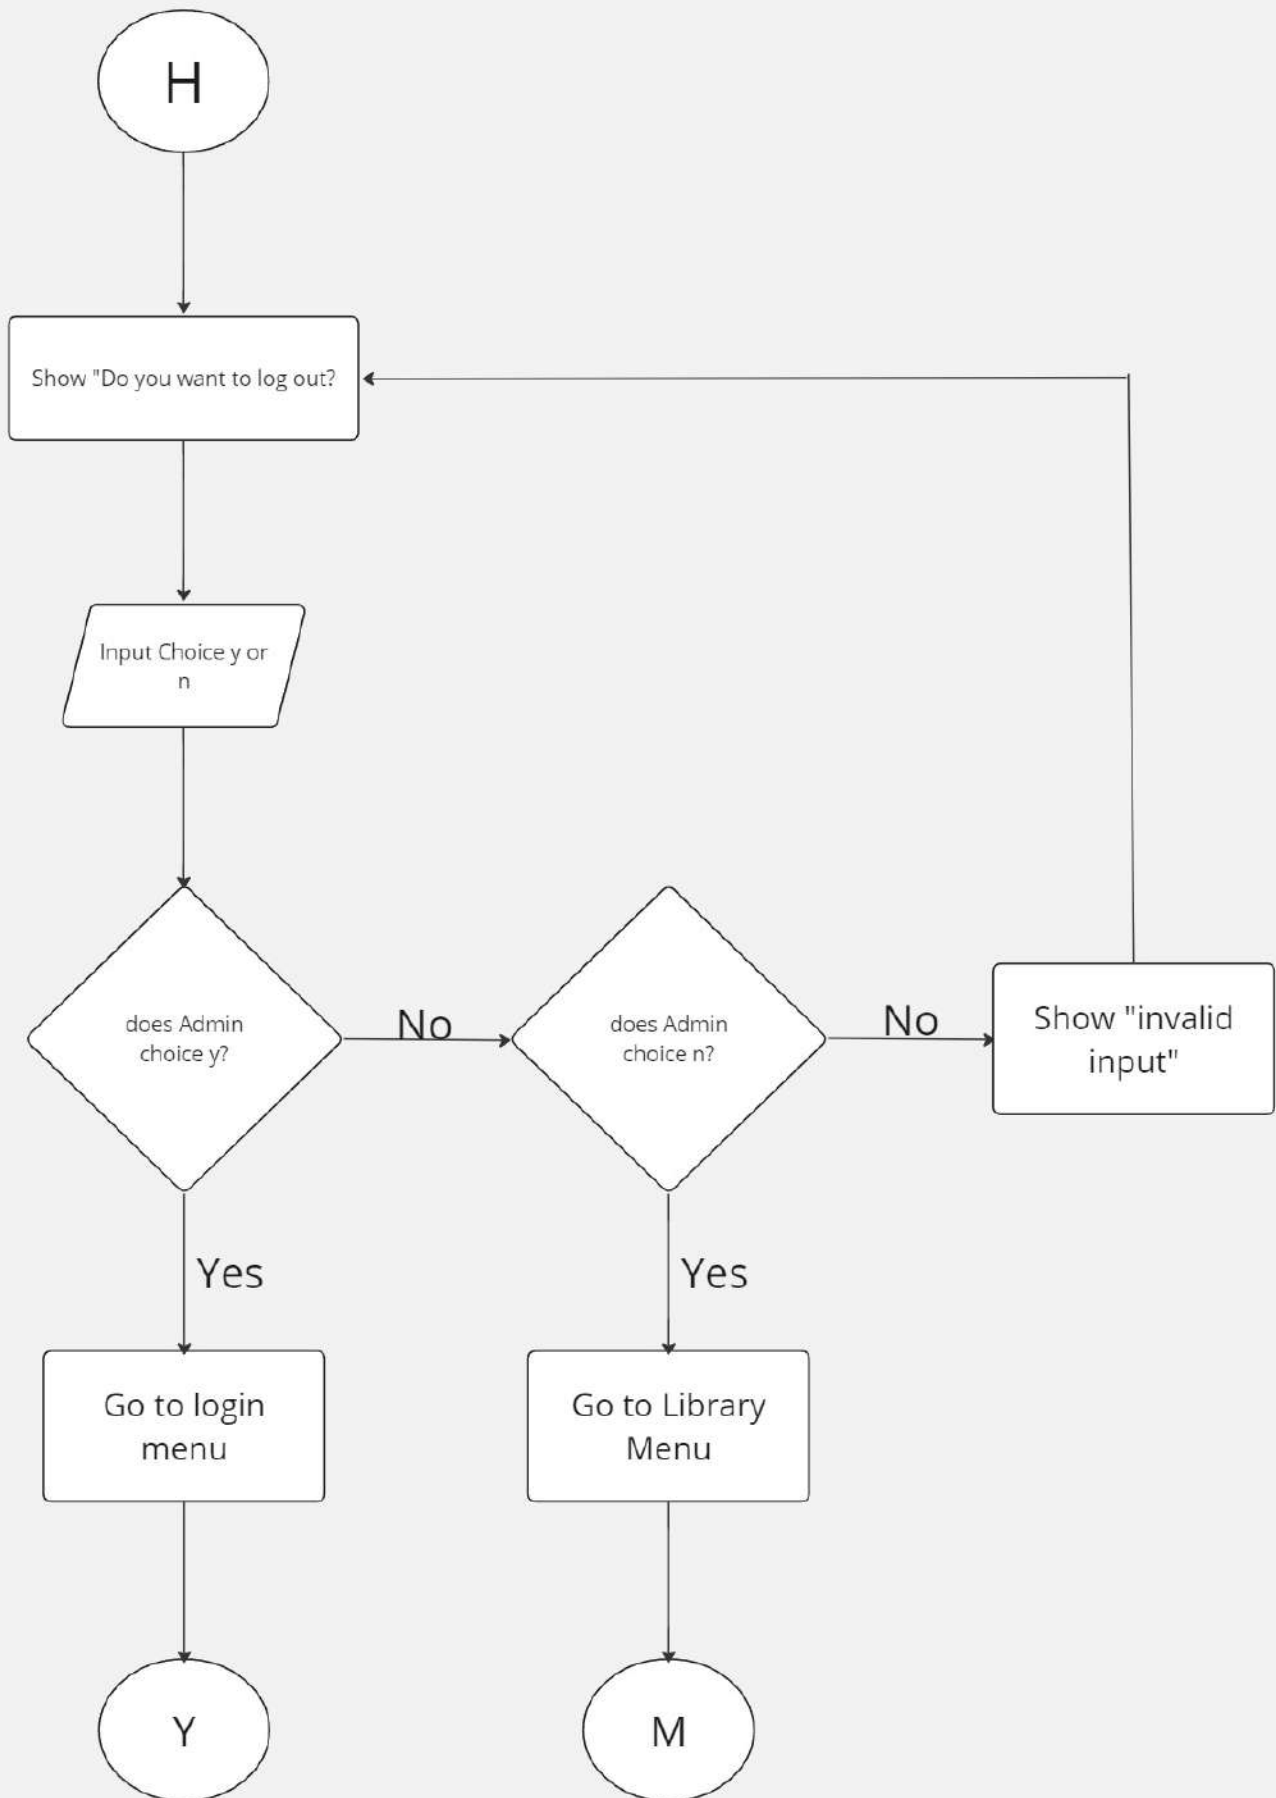 H
Show "Do you want to log out?
Input Choice y or
n
does Admin
choice y?
No
does Admin
choice n?
No
Show "invalid
input"
Yes
Yes
Go to login
menu
Go to Library
Menu
Y
M